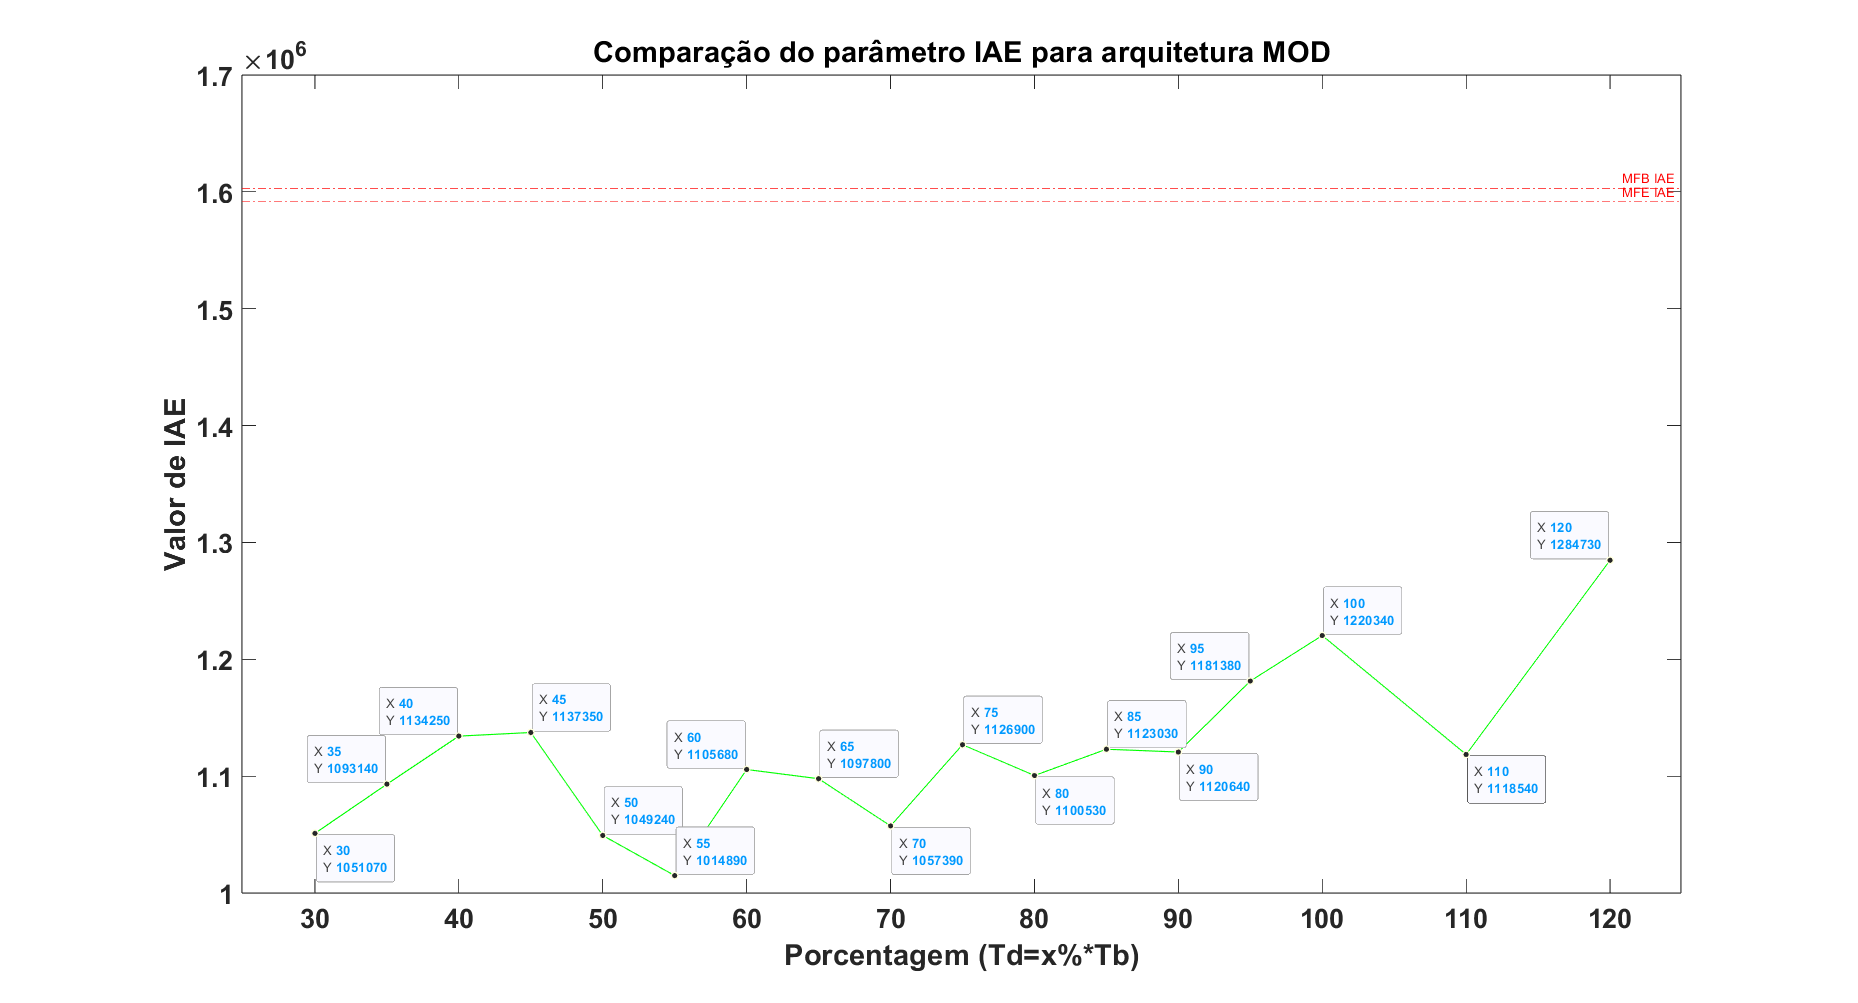 Comparação do parâmetro IAE para arquitetura MOD
×10⁶
1.7
1.6
1.5
1.4
1.3
1.2
1.1
1
Valor de IAE
MFB IAE
MFE IAE
X 30
Y 1051070
X 35
Y 1093140
X 40
Y 1134250
X 45
Y 1137350
X 50
Y 1049240
X 55
Y 1014890
X 60
Y 1105680
X 65
Y 1097800
X 70
Y 1057390
X 75
Y 1126900
X 80
Y 1100530
X 85
Y 1123030
X 90
Y 1120640
X 95
Y 1181380
X 100
Y 1220340
X 110
Y 1118540
X 120
Y 1284730
30 40 50 60 70 80 90 100 110 120
Porcentagem (Td=x%*Tb)